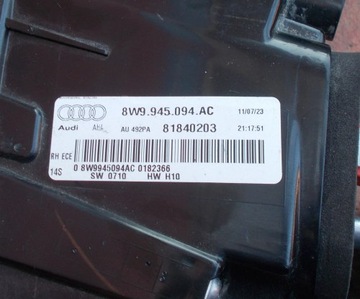 8W9.945.094.AC 11/07/23
Audi AU 492PA 81840203 21:17:51
RH ECE
14S 0 8W9945094AC 0182366
SW 0710 HW H10